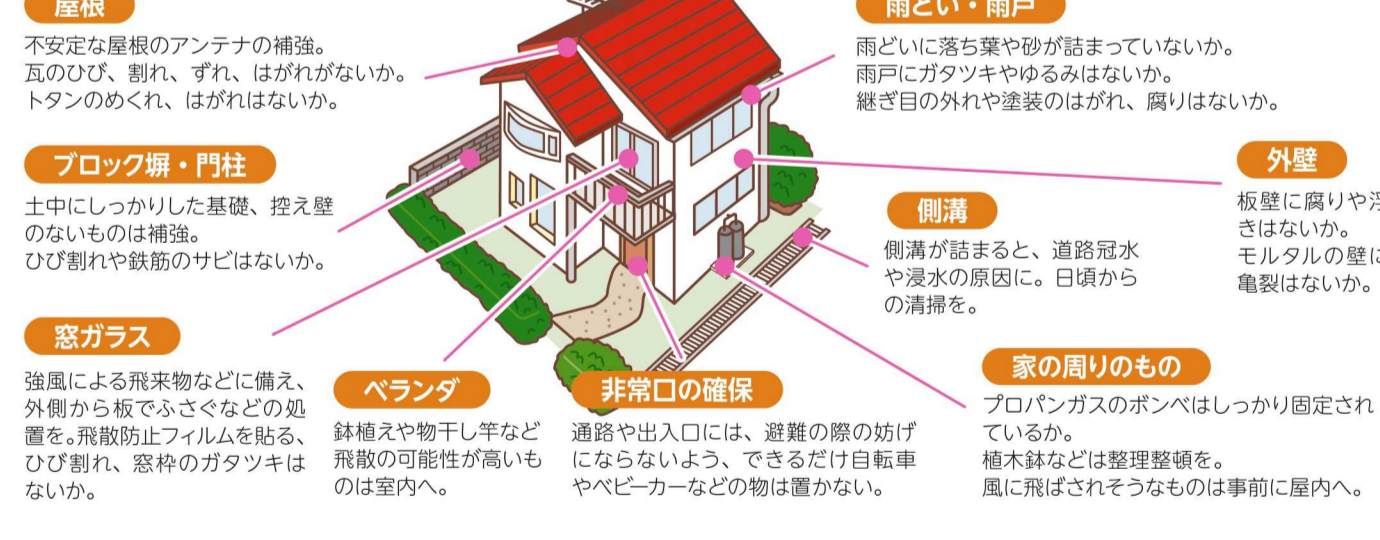 屋根
不安定な屋根のアンテナの補強。
瓦のひび、割れ、ずれ、はがれがないか。
トタンのめくれ、はがれはないか。
雨どい・雨戸
雨どいに落ち葉や砂が詰まっていないか。
雨戸にガタツキやゆるみはないか。
継ぎ目の外れや塗装のはがれ、腐りはないか。
ブロック塀・門柱
土中にしっかりした基礎、控え壁
のないものは補強。
ひび割れや鉄筋のサビはないか。
外壁
板壁に腐りや浮
きはないか。
モルタルの壁に
亀裂はないか。
側溝
側溝が詰まると、道路冠水
や浸水の原因に。日頃から
の清掃を。
窓ガラス
強風による飛来物などに備え、
外側から板でふさぐなどの処
置を。飛散防止フィルムを貼る、
ひび割れ、窓枠のガタツキは
ないか。
ベランダ
鉢植えや物干し竿など
飛散の可能性が高いも
のは室内へ。
非常口の確保
通路や出入口には、避難の際の妨げ
にならないよう、できるだけ自転車
やベビーカーなどの物は置かない。
家の周りのもの
プロパンガスのボンベはしっかり固定され
ているか。
植木鉢などは整理整頓を。
風に飛ばされそうなものは事前に屋内へ。